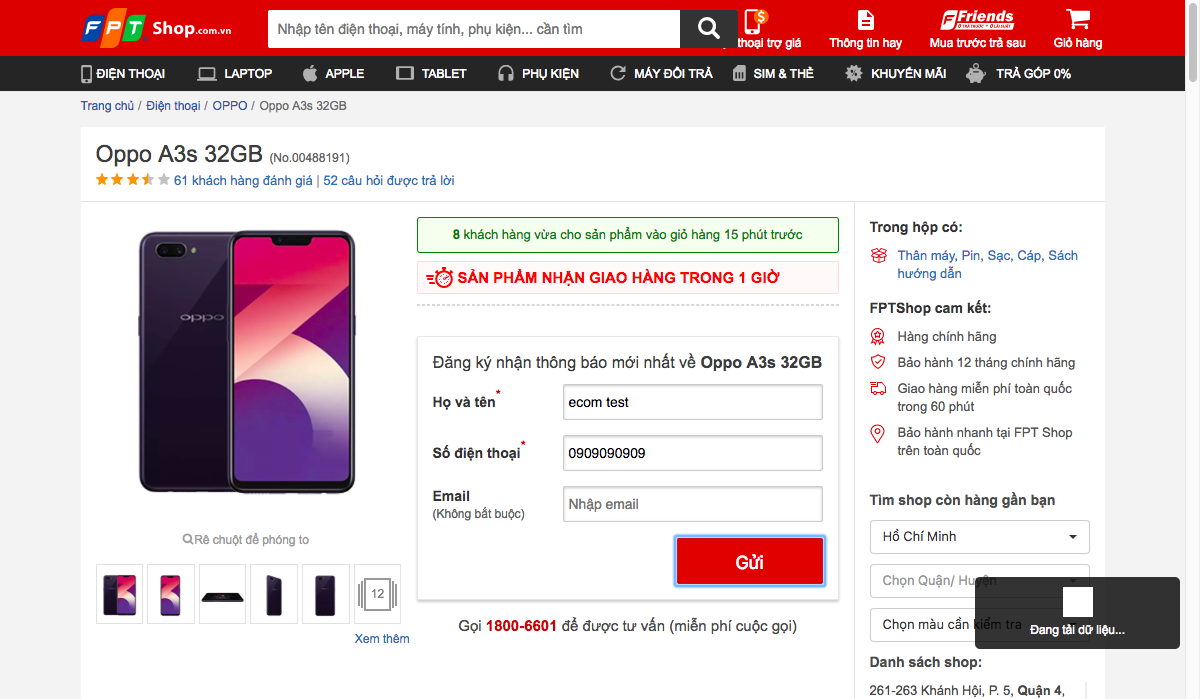 FPT Shop.com.vn
Nhập tên điện thoại, máy tính, phụ kiện... cần tìm
thoại trợ giá
Thông tin hay
Friends
Mua trước trả sau
Giỏ hàng
ĐIỆN THOẠI
LAPTOP
APPLE
TABLET
PHỤ KIỆN
MÁY ĐỔI TRẢ
SIM & THẺ
KHUYẾN MÃI
TRẢ GÓP 0%
Trang chủ / Điện thoại / OPPO / Oppo A3s 32GB
Oppo A3s 32GB (No.00488191)
61 khách hàng đánh giá | 52 câu hỏi được trả lời
oppo
Rê chuột để phóng to
12
Xem thêm
8 khách hàng vừa cho sản phẩm vào giỏ hàng 15 phút trước
SẢN PHẨM NHẬN GIAO HÀNG TRONG 1 GIỜ
Đăng ký nhận thông báo mới nhất về Oppo A3s 32GB
Họ và tên*
ecom test
Số điện thoại*
0909090909
Email
(Không bắt buộc)
Nhập email
Gửi
Gọi 1800-6601 để được tư vấn (miễn phí cuộc gọi)
Trong hộp có:
Thân máy, Pin, Sạc, Cáp, Sách
hướng dẫn
FPTShop cam kết:
Hàng chính hãng
Bảo hành 12 tháng chính hãng
Giao hàng miễn phí toàn quốc
trong 60 phút
Bảo hành nhanh tại FPT Shop
trên toàn quốc
Tìm shop còn hàng gần bạn
Hồ Chí Minh
Chọn Quận/ Huyện
Chọn màu cần kiểm tra
Đang tải dữ liệu...
Danh sách shop:
261-263 Khánh Hội, P. 5, Quận 4,